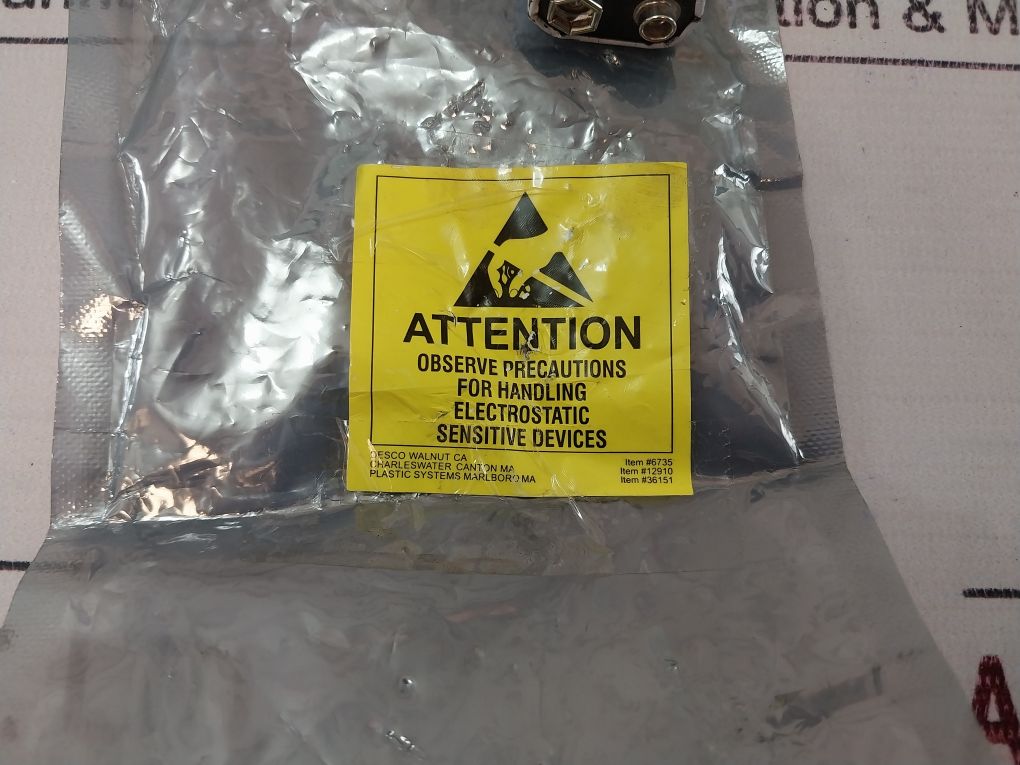 & M
ATTENTION
OBSERVE PRECAUTIONS
FOR HANDLING
ELECTROSTATIC
SENSITIVE DEVICES
DESCO WALNUT CA
CHARLESWATER CANTON MA
PLASTIC SYSTEMS MARLBORO MA
Item #6735
Item #12910
Item #36151